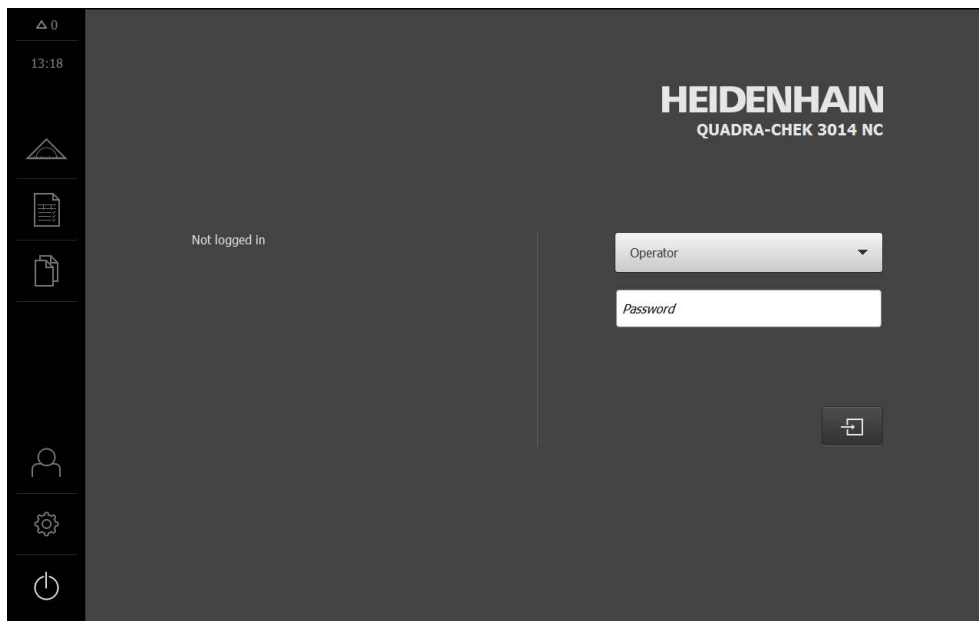 0
13:18
HEIDENHAIN
QUADRA-CHEK 3014 NC
Not logged in
Operator
Password